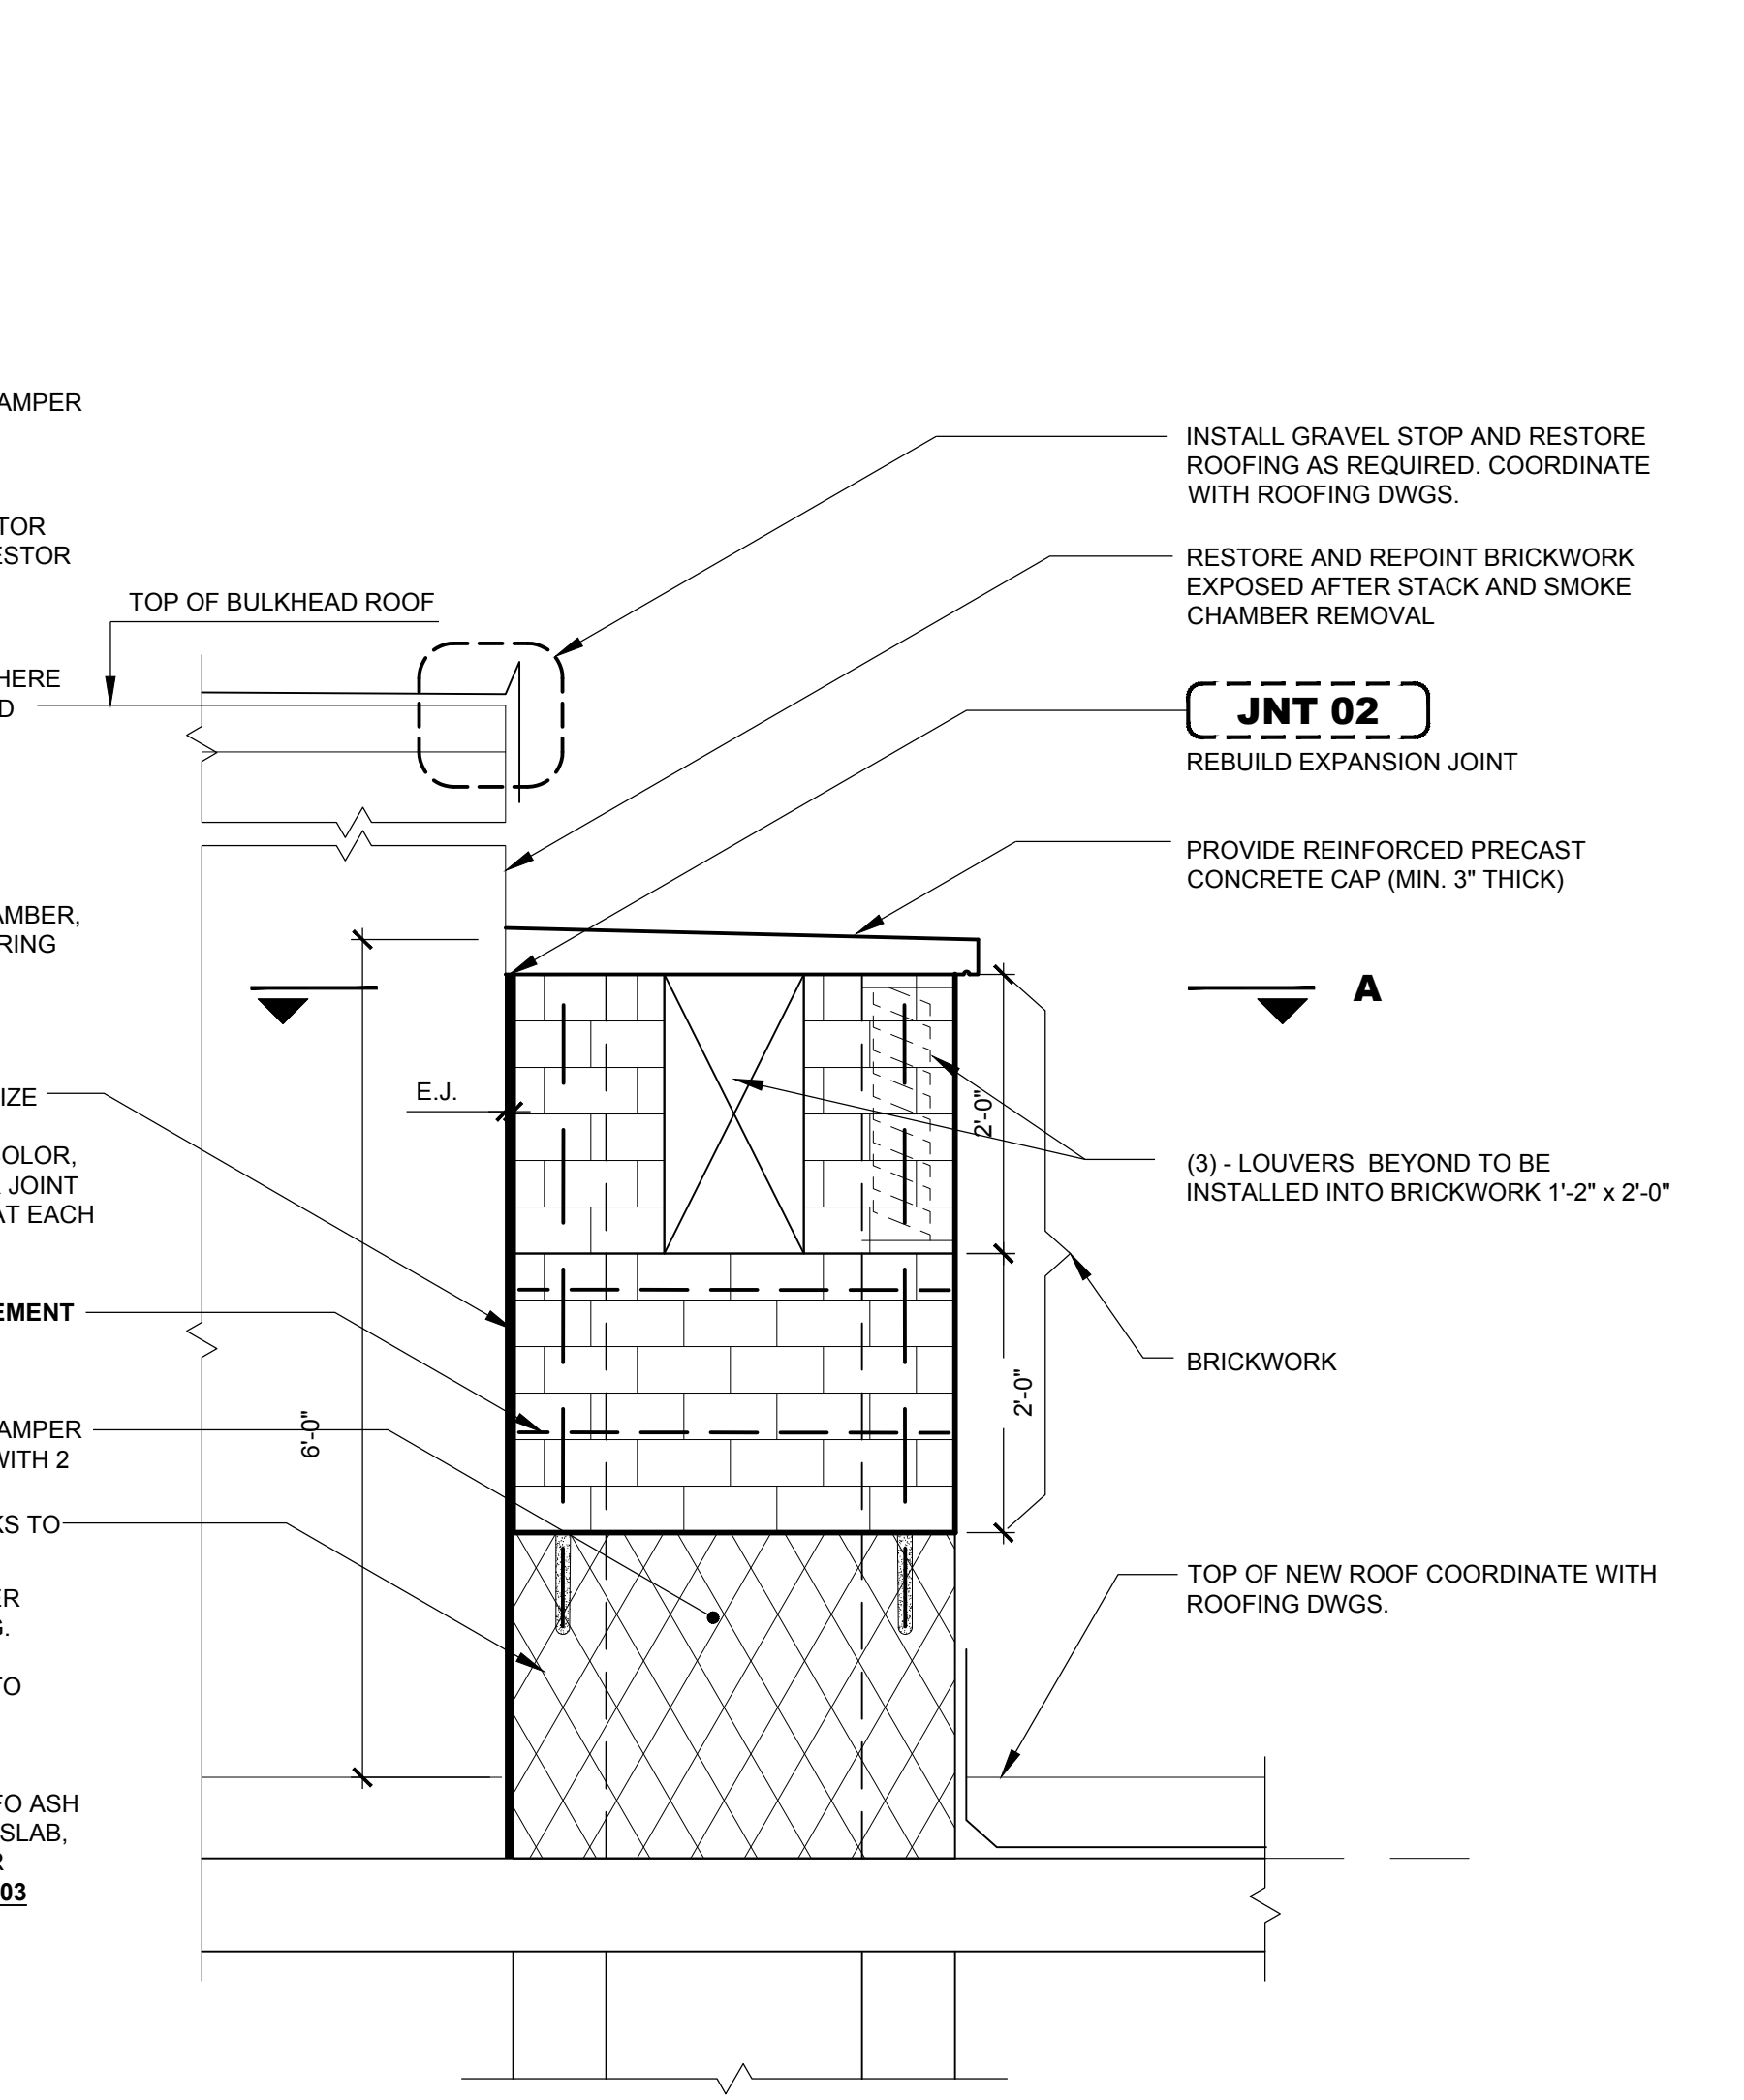 AMPER
TOR
ESTOR
TOP OF BULKHEAD ROOF
HERE
D
AMBER,
RING
IZE
OLOR,
JOINT
AT EACH
EMENT
AMPER
WITH 2
KS TO
ER
G.
TO
FO ASH
SLAB,
R
03
E.J.
6'-0"
2'-0"
2'-0"
INSTALL GRAVEL STOP AND RESTORE
ROOFING AS REQUIRED. COORDINATE
WITH ROOFING DWGS.
RESTORE AND REPOINT BRICKWORK
EXPOSED AFTER STACK AND SMOKE
CHAMBER REMOVAL
JNT 02
REBUILD EXPANSION JOINT
PROVIDE REINFORCED PRECAST
CONCRETE CAP (MIN. 3" THICK)
A
(3) - LOUVERS BEYOND TO BE
INSTALLED INTO BRICKWORK 1'-2" x 2'-0"
BRICKWORK
TOP OF NEW ROOF COORDINATE WITH
ROOFING DWGS.